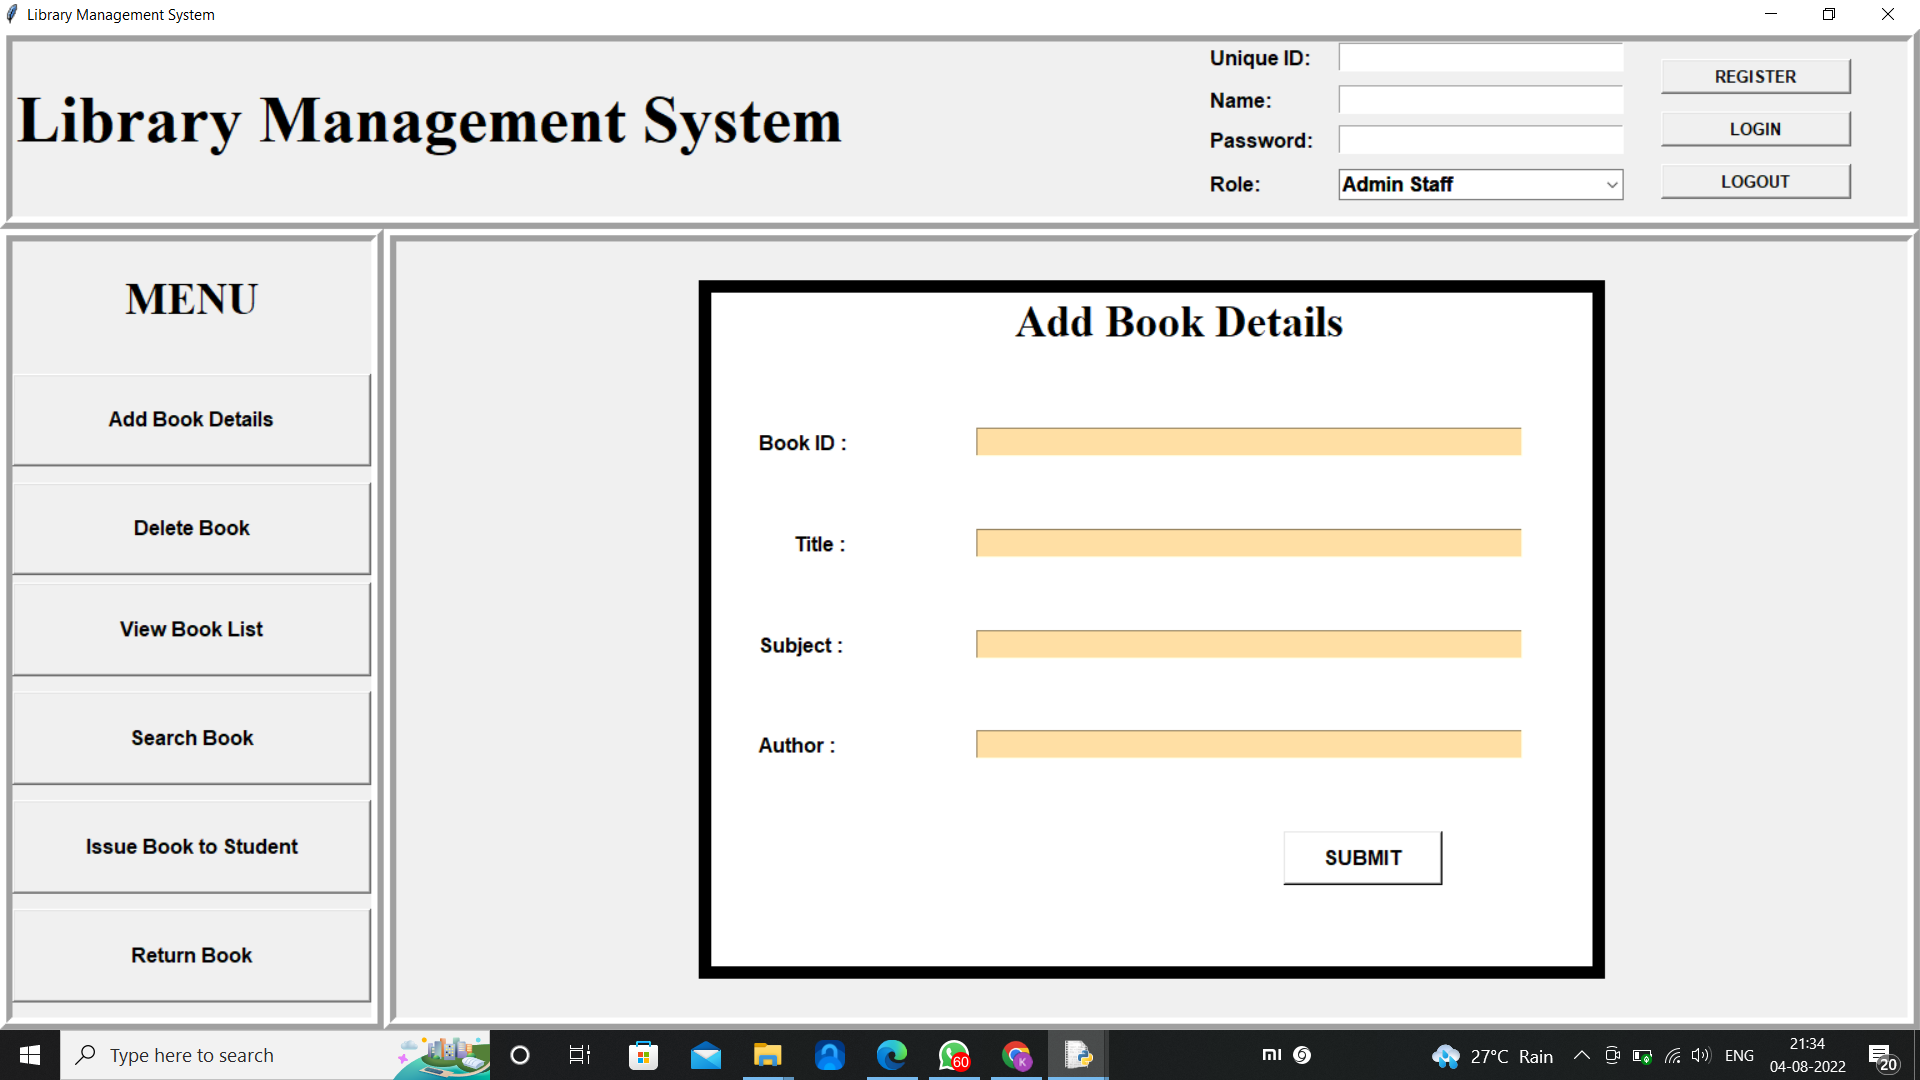 Library Management System
Library Management System
Unique ID:
Name:
Password:
Role:
Admin Staff
REGISTER
LOGIN
LOGOUT
MENU
Add Book Details
Delete Book
View Book List
Search Book
Issue Book to Student
Return Book
Add Book Details
Book ID :
Title :
Subject :
Author :
SUBMIT
Type here to search
60
K
mi
27°C Rain
ENG
21:34
04-08-2022
20